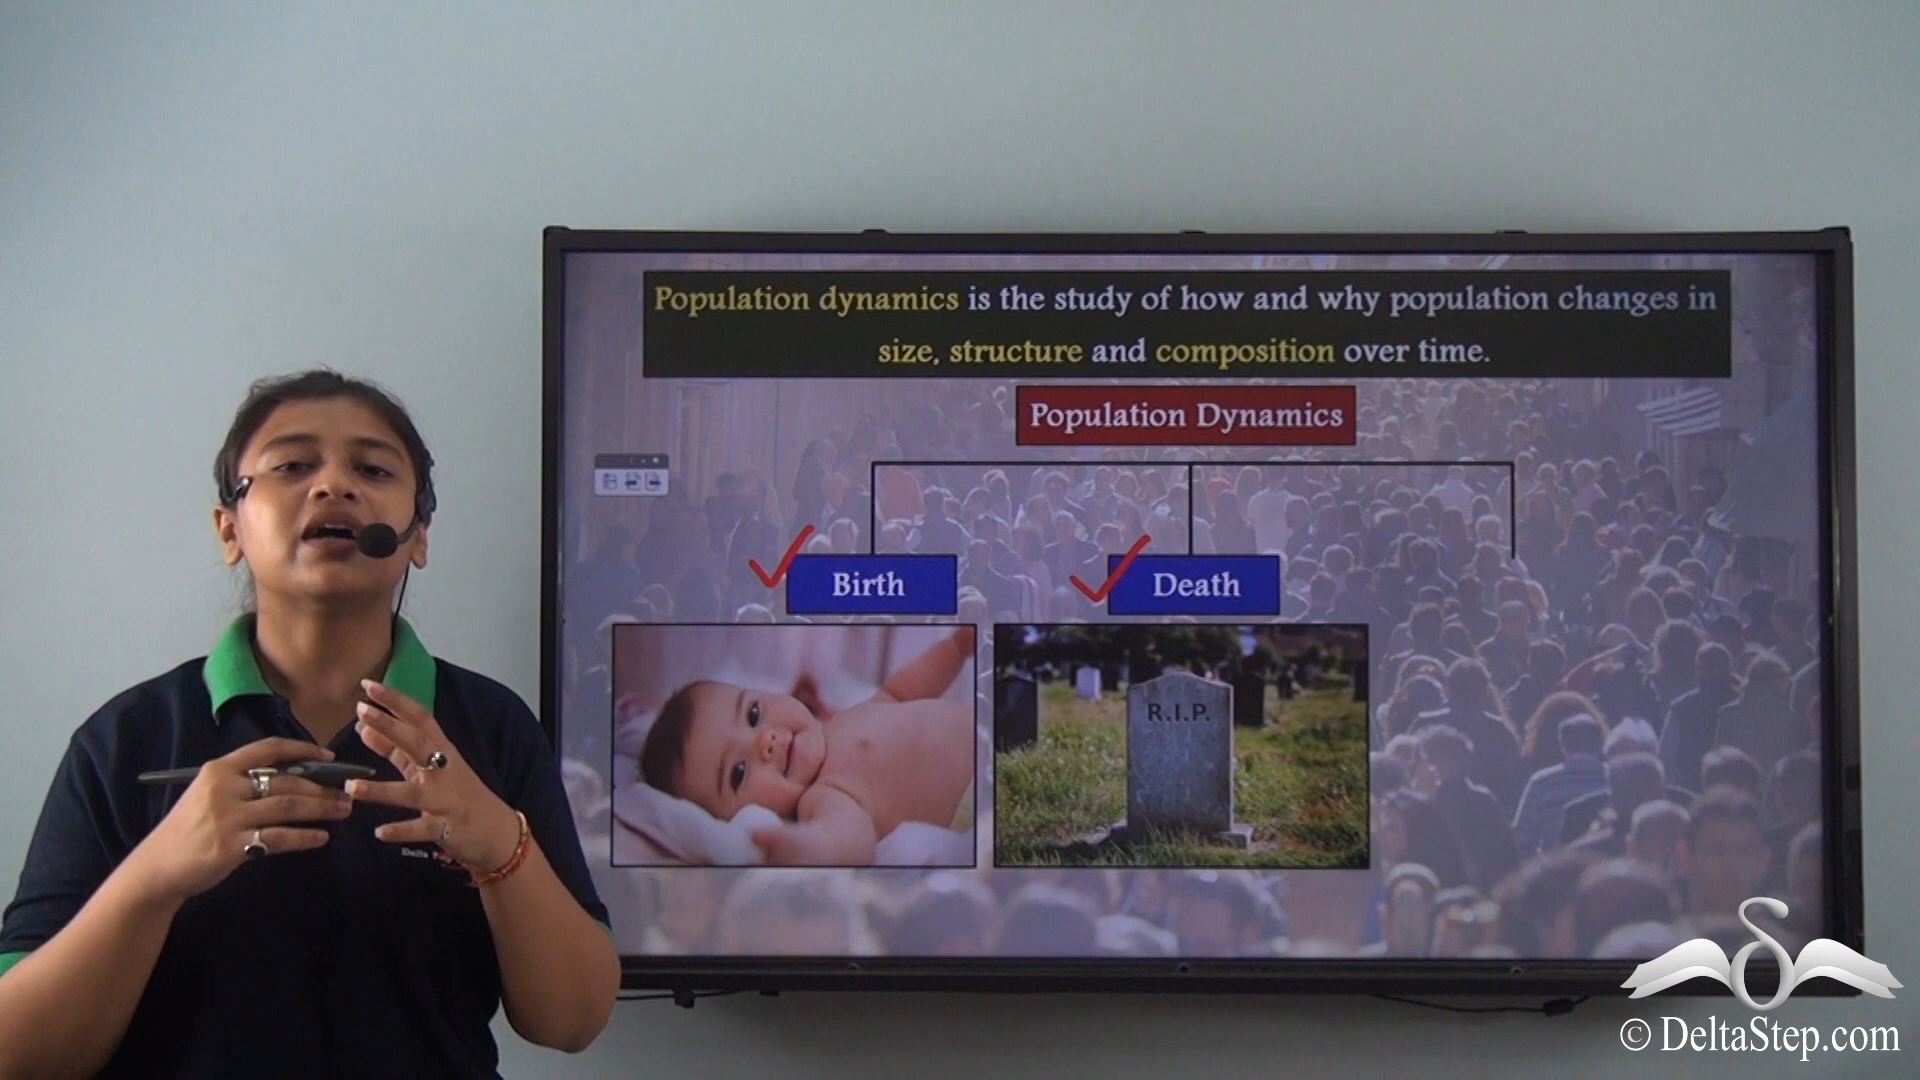 Population dynamics is the study of how and why population changes in
size, structure and composition over time.
Population Dynamics
Birth
Death
R.I.P.
© DeltaStep.com